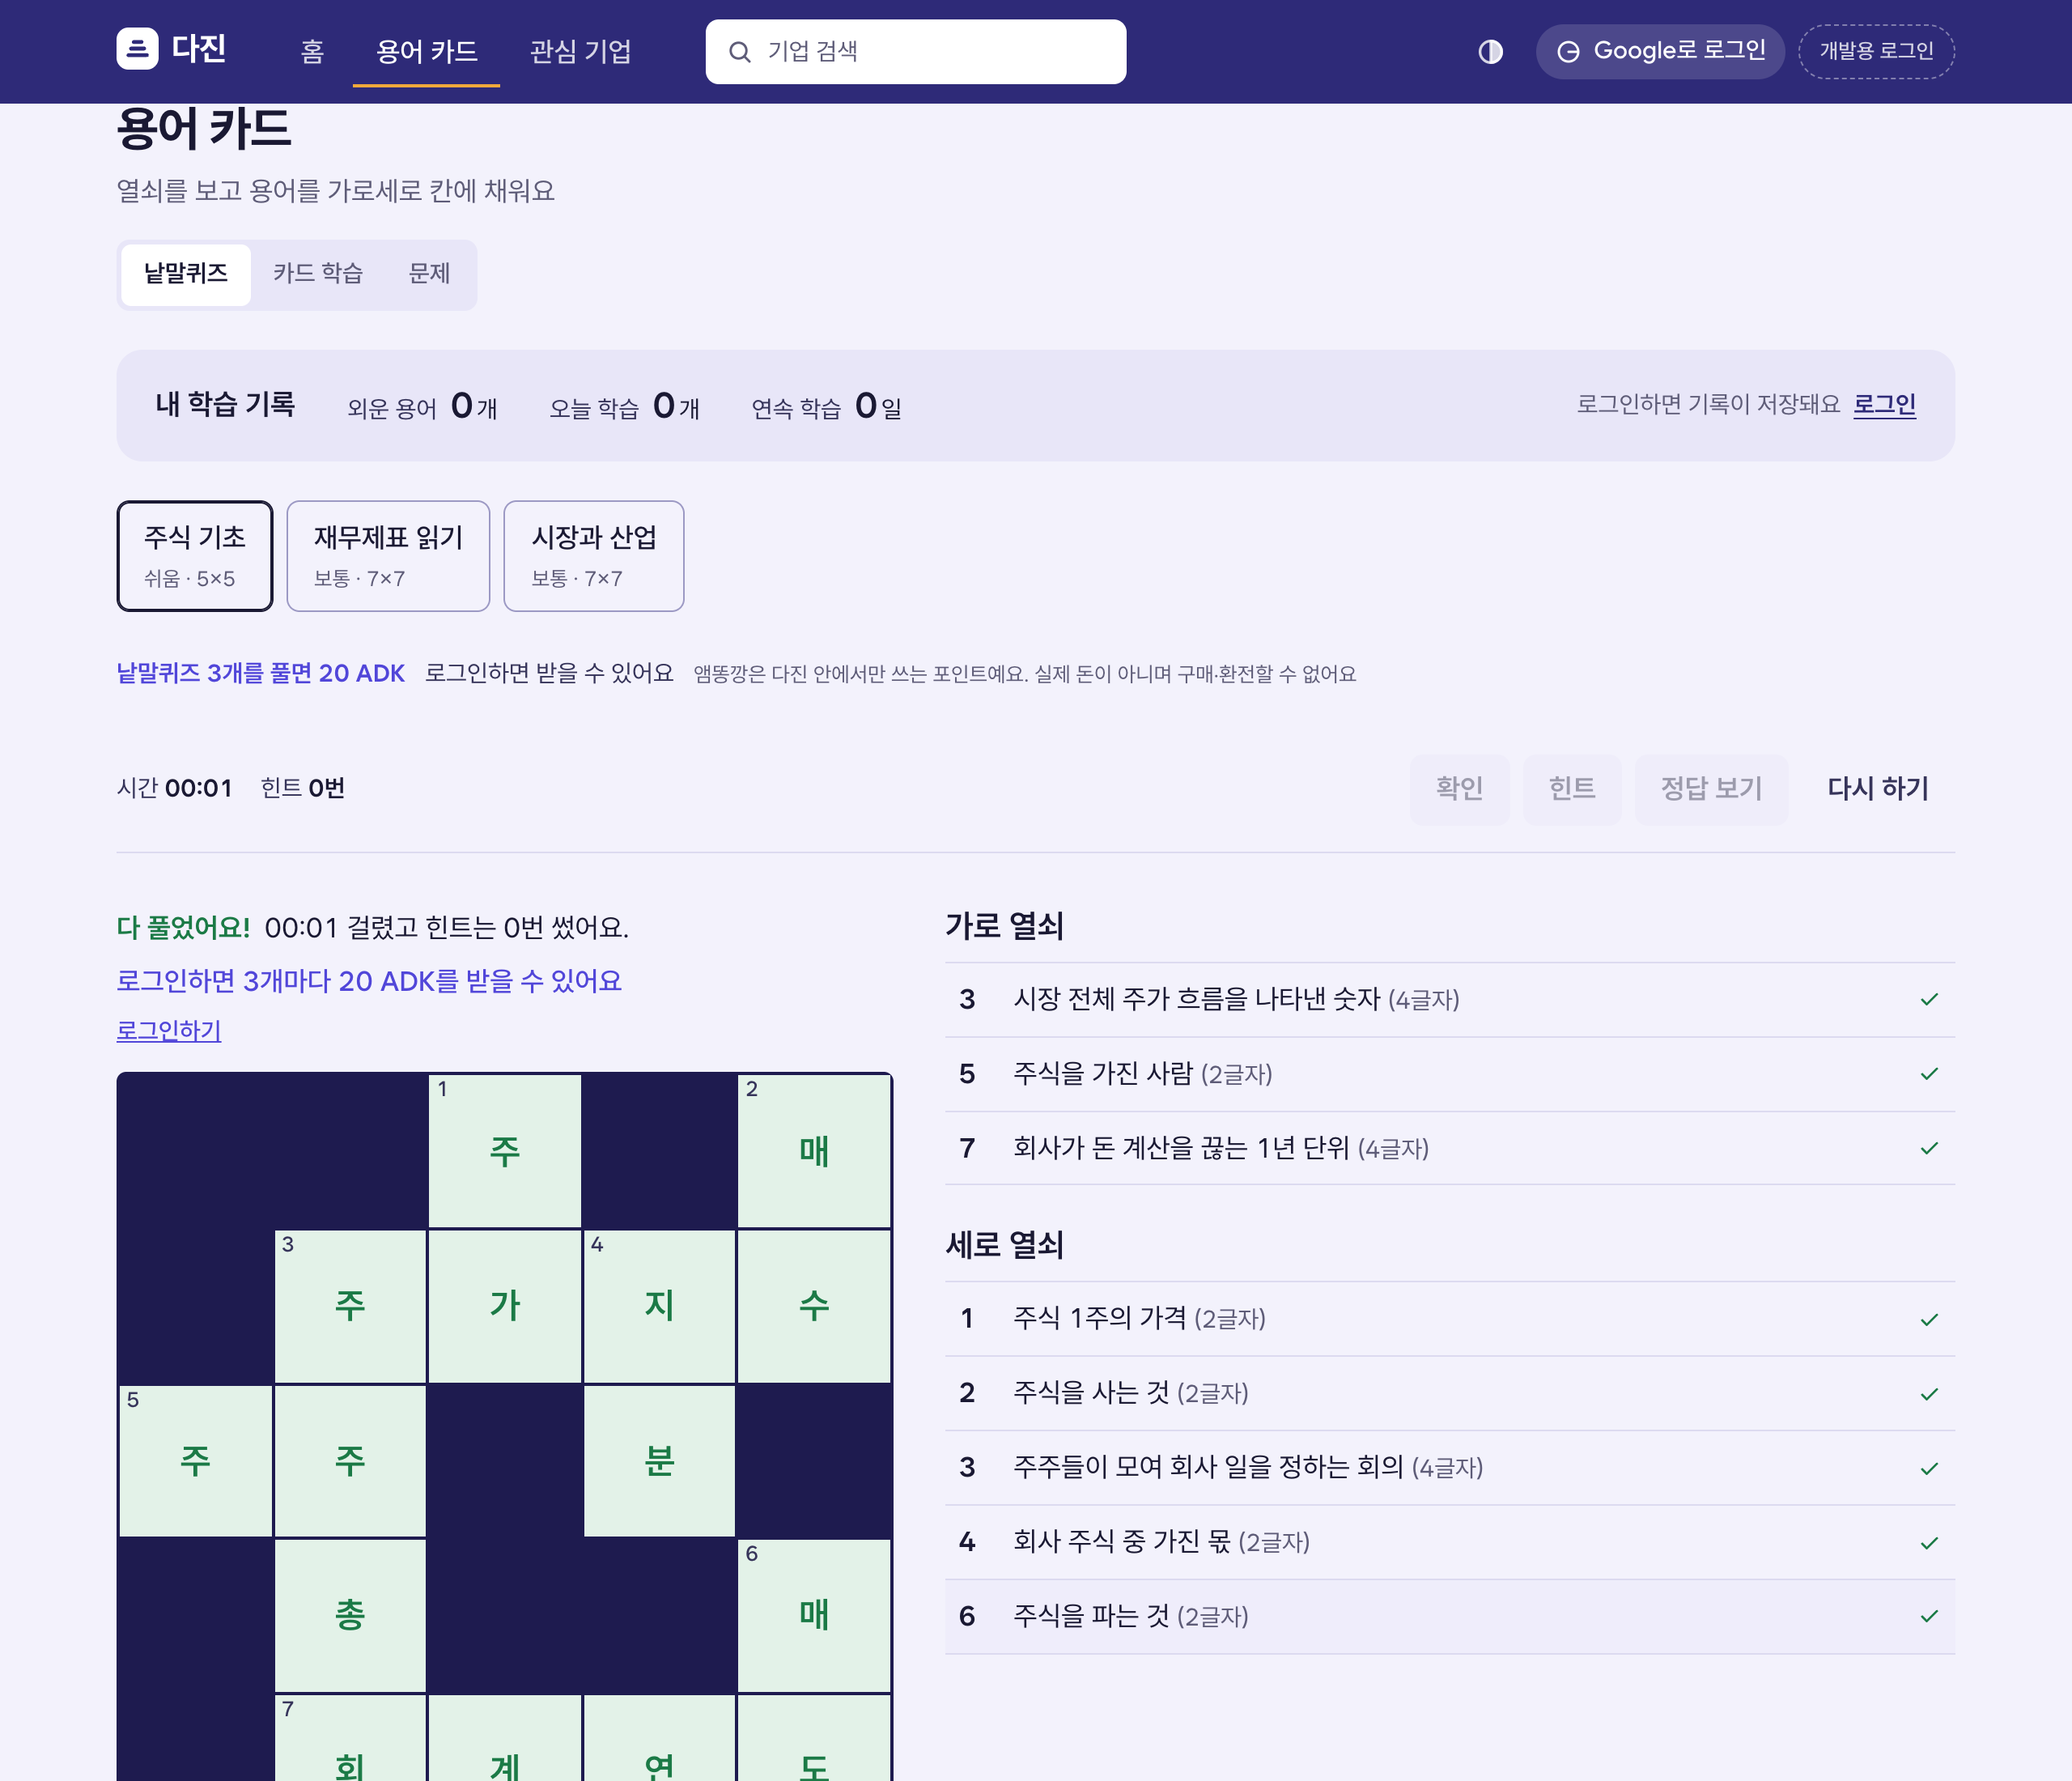 다진
홈
용어 카드
관심 기업
기업 검색
Google로 로그인
개발용 로그인
용어 카드
열쇠를 보고 용어를 가로세로 칸에 채워요
낱말퀴즈
카드 학습
문제
내 학습 기록
외운 용어 0개
오늘 학습 0개
연속 학습 0일
로그인하면 기록이 저장돼요 로그인
주식 기초
쉬움 · 5×5
재무제표 읽기
보통 · 7×7
시장과 산업
보통 · 7×7
낱말퀴즈 3개를 풀면 20 ADK 로그인하면 받을 수 있어요 앰똥깡은 다진 안에서만 쓰는 포인트예요. 실제 돈이 아니며 구매·환전할 수 없어요
시간 00:01 힌트 0번
확인
힌트
정답 보기
다시 하기
다 풀었어요! 00:01 걸렸고 힌트는 0번 썼어요.
로그인하면 3개마다 20 ADK를 받을 수 있어요
로그인하기
1 주 2 매
3 주 가 4 지 수
5 주 주 분
총 6 매
7 회 계 연 도
가로 열쇠
3 시장 전체 주가 흐름을 나타낸 숫자 (4글자)
5 주식을 가진 사람 (2글자)
7 회사가 돈 계산을 끊는 1년 단위 (4글자)
세로 열쇠
1 주식 1주의 가격 (2글자)
2 주식을 사는 것 (2글자)
3 주주들이 모여 회사 일을 정하는 회의 (4글자)
4 회사 주식 중 가진 몫 (2글자)
6 주식을 파는 것 (2글자)